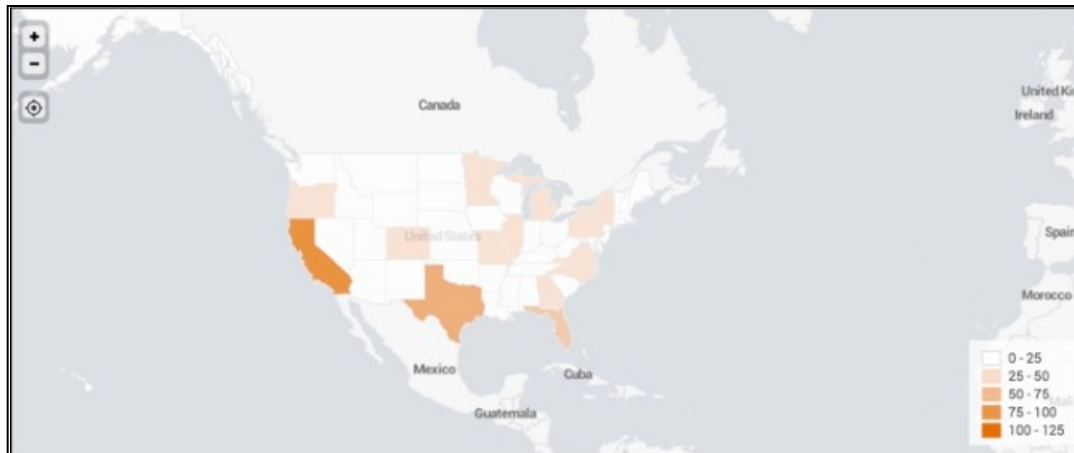 +
-
Canada
United Ki
Ireland
United States
Spain
Morocco
Mexico
Cuba
Guatemala
0 - 25
25 - 50
50 - 75
75 - 100
100 - 125